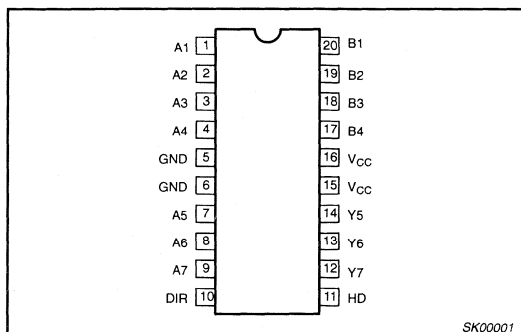 A1 1 20 B1
A2 2 19 B2
A3 3 18 B3
A4 4 17 B4
GND 5 16 VCC
GND 6 15 VCC
A5 7 14 Y5
A6 8 13 Y6
A7 9 12 Y7
DIR 10 11 HD
SK00001